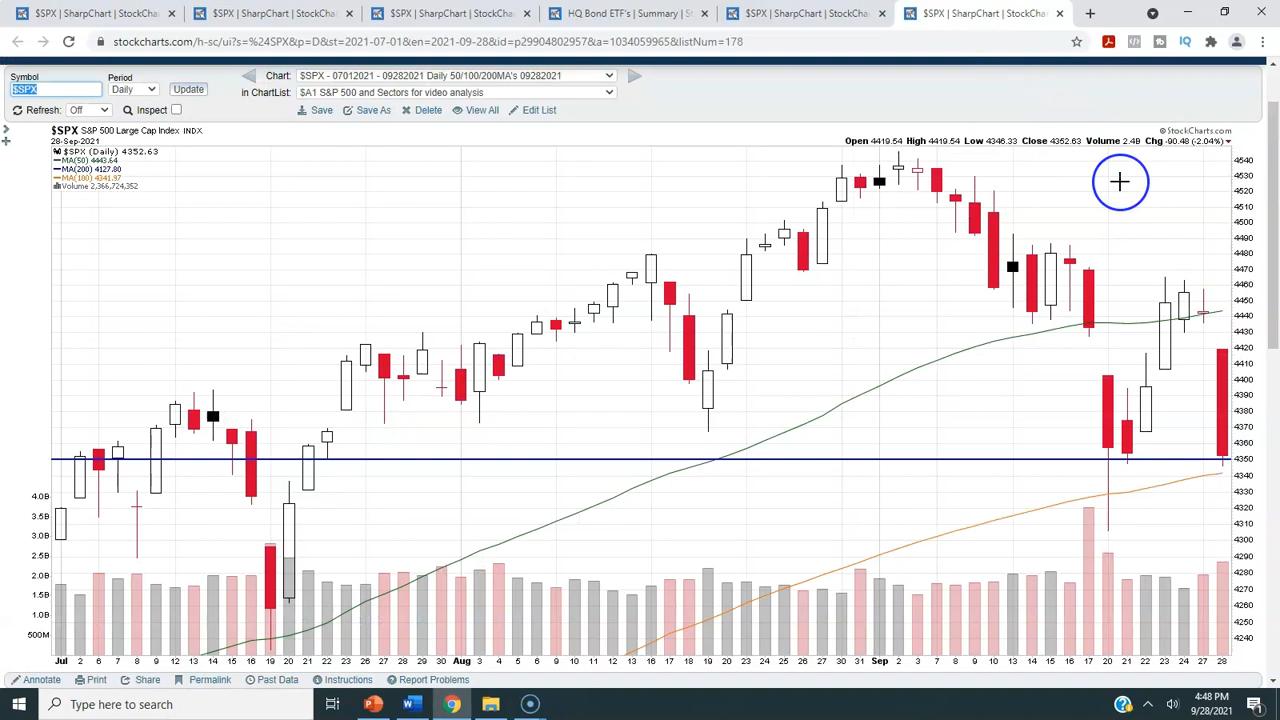 $SPX | SharpChart | StockCha
$SPX | SharpChart | StockCha
$SPX | SharpChart | StockCha
HQ Bond ETF's | Summary | St
$SPX | SharpChart | StockCha
$SPX | SharpChart | StockCha
stockcharts.com/h-sc/ui?s=%24SPX&p=D&st=2021-07-01&en=2021-09-28&id=p29904802957&a=1034059965&listNum=178
Symbol
Period
Chart: $SPX - 07012021 - 09282021 Daily 50/100/200MA's 09282021
$SPX Daily Update
in ChartList: $A1 S&P 500 and Sectors for video analysis
Refresh: Off Inspect
Save Save As Delete View All Edit List
$SPX S&P 500 Large Cap Index INDX
© StockCharts.com
28-Sep-2021
Open 4419.54 High 4419.54 Low 4346.33 Close 4352.63 Volume 2.4B Chg -90.48 (-2.04%)
$SPX (Daily) 4352.63
MA(50) 4443.64
MA(200) 4127.80
MA(100) 4341.97
Volume 2,366,724,352
4540
4530
4520
4510
4500
4490
4480
4470
4460
4450
4440
4430
4420
4410
4400
4390
4380
4370
4360
4350
4340
4330
4320
4310
4300
4290
4280
4270
4260
4250
4240
4.0B
3.5B
3.0B
2.5B
2.0B
1.5B
1.0B
500M
Jul 2 6 7 8 9 12 13 14 15 16 19 20 21 22 23 26 27 28 29 30 Aug 3 4 5 6 9 10 11 12 13 16 17 18 19 20 23 24 25 26 27 30 31 Sep 2 3 7 8 9 10 13 14 15 16 17 20 21 22 23 24 27 28
Annotate Print Share Permalink Past Data Instructions Report Problems
Type here to search
4:48 PM
9/28/2021